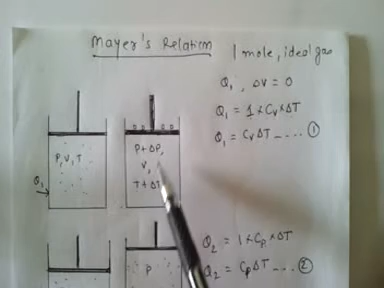 Mayer's Relation
1 mole, ideal gas
Q1, ΔV = 0
Q1 = 1 × Cv × ΔT
Q1 = CvΔT ---- ①
P, V, T
Q1
P + ΔP,
V,
T + ΔT
Q2 = 1 × Cp × ΔT
Q2 = CpΔT ... ②
P